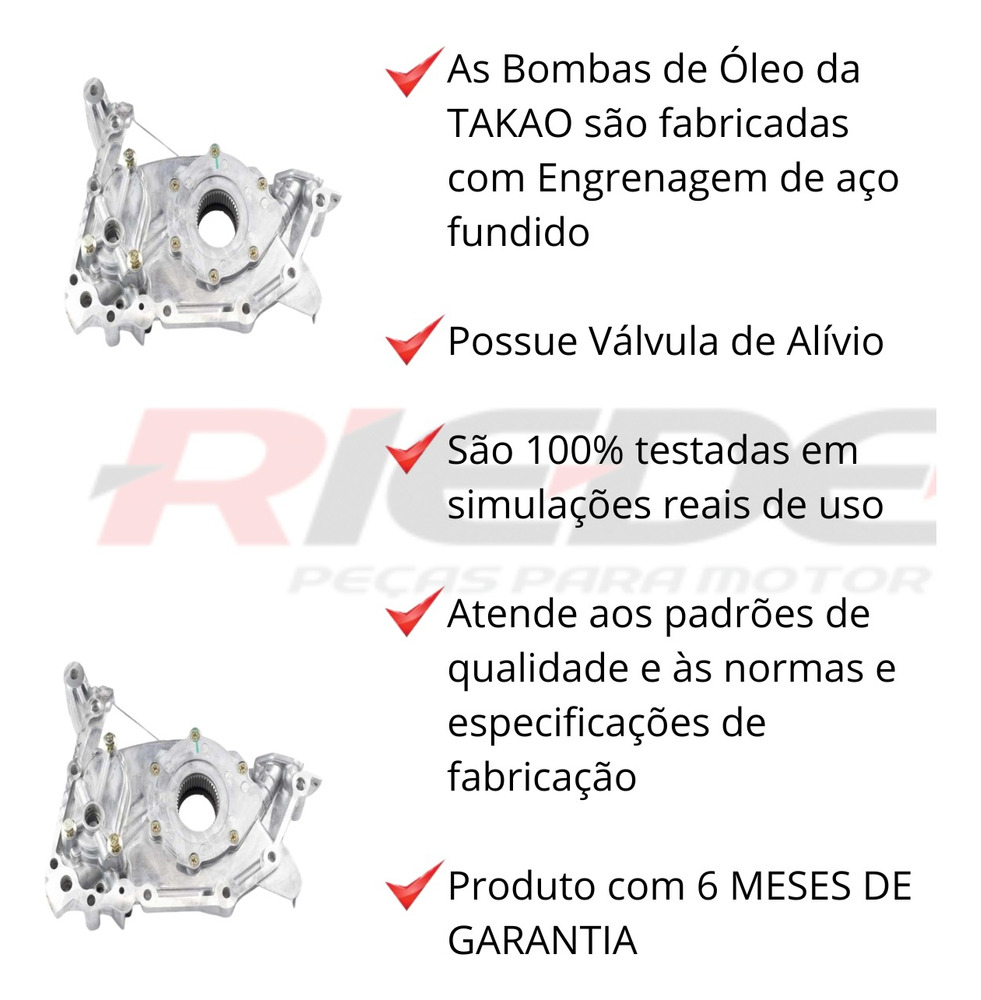 As Bombas de Óleo da
TAKAO são fabricadas
com Engrenagem de aço
fundido
Possue Válvula de Alívio
RIEDE
São 100% testadas em
simulações reais de uso
PEÇAS PARA MOTOR
Atende aos padrões de
qualidade e às normas e
especificações de
fabricação
Produto com 6 MESES DE
GARANTIA